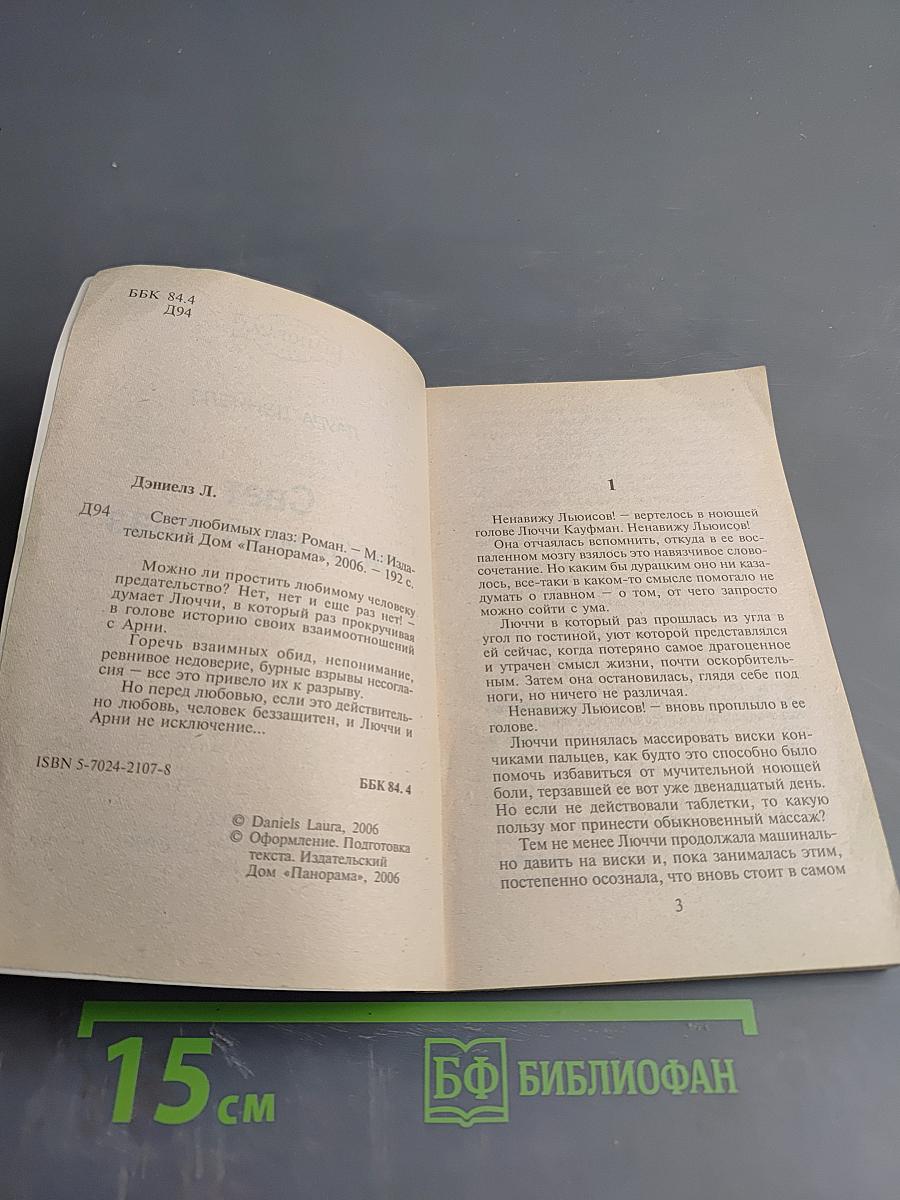 ББК 84.4
Д94
Дэниелз Л.
Д94 Свет любимых глаз: Роман. — М.: Изда-
тельский Дом «Панорама», 2006. — 192 с.
Можно ли простить любимому человеку
предательство? Нет, нет и еще раз нет! —
думает Люччи, в который раз прокручивая
в голове историю своих взаимоотношений
с Арни.
Горечь взаимных обид, непонимание,
ревнивое недоверие, бурные взрывы несогла-
сия — все это привело их к разрыву.
Но перед любовью, если это действитель-
но любовь, человек беззащитен, и Люччи и
Арни не исключение...
ISBN 5-7024-2107-8
ББК 84.4
© Daniels Laura, 2006
© Оформление. Подготовка
текста. Издательский
Дом «Панорама», 2006
1
Ненавижу Льюисов! — вертелось в ноющей
голове Люччи Кауфман. Ненавижу Льюисов!
Она отчаялась вспомнить, откуда в ее вос-
паленном мозгу взялось это навязчивое слово-
сочетание. Но каким бы дурацким оно ни каза-
лось, все-таки в каком-то смысле помогало не
думать о главном — о том, от чего запросто
можно сойти с ума.
Люччи в который раз прошлась из угла в
угол по гостиной, уют которой представлялся
ей сейчас, когда потеряно самое драгоценное
и утрачен смысл жизни, почти оскорбитель-
ным. Затем она остановилась, глядя себе под
ноги, но ничего не различая.
Ненавижу Льюисов! — вновь проплыло в ее
голове.
Люччи принялась массировать виски кон-
чиками пальцев, как будто это способно было
помочь избавиться от мучительной ноющей
боли, терзавшей ее вот уже двенадцатый день.
Но если не действовали таблетки, то какую
пользу мог принести обыкновенный массаж?
Тем не менее Люччи продолжала машиналь-
но давить на виски и, пока занималась этим,
постепенно осознала, что вновь стоит в самом
3
15 см
БФ БИБЛИОФАН